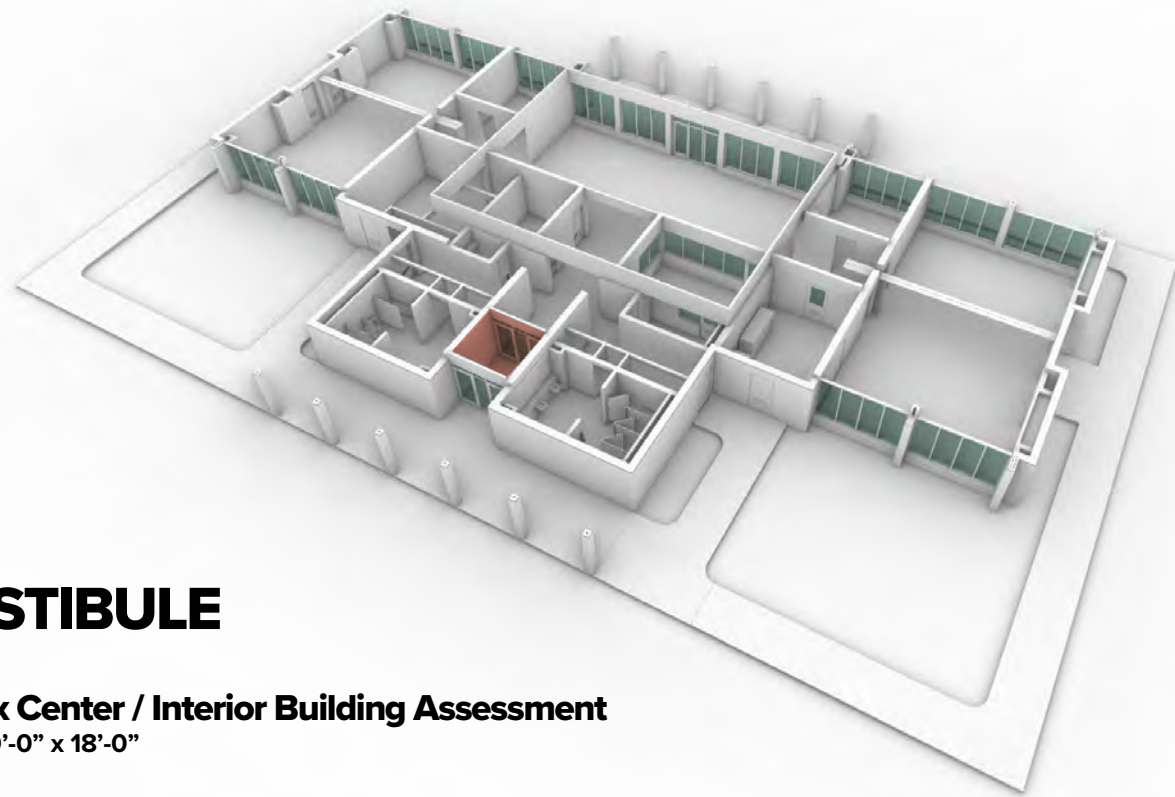 STIBULE
x Center / Interior Building Assessment
’-0” x 18’-0”